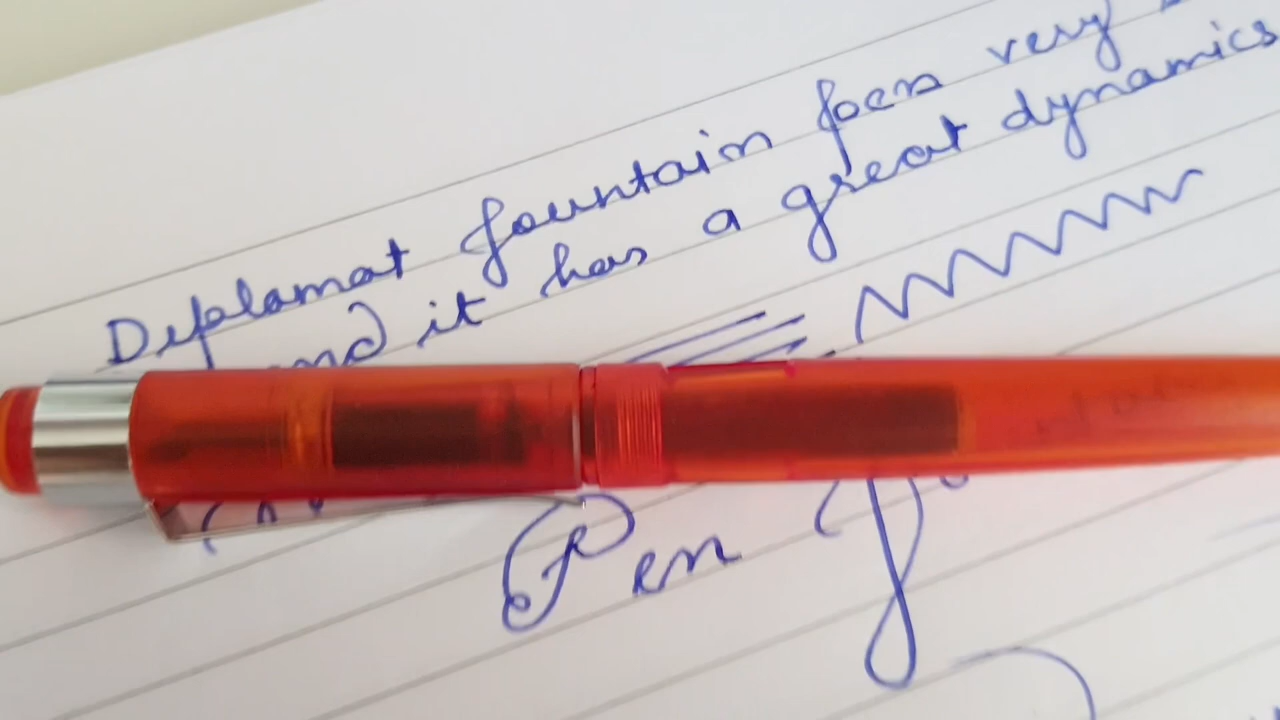 Diplomat fountain pen very
and it has a great dynamics
Pen